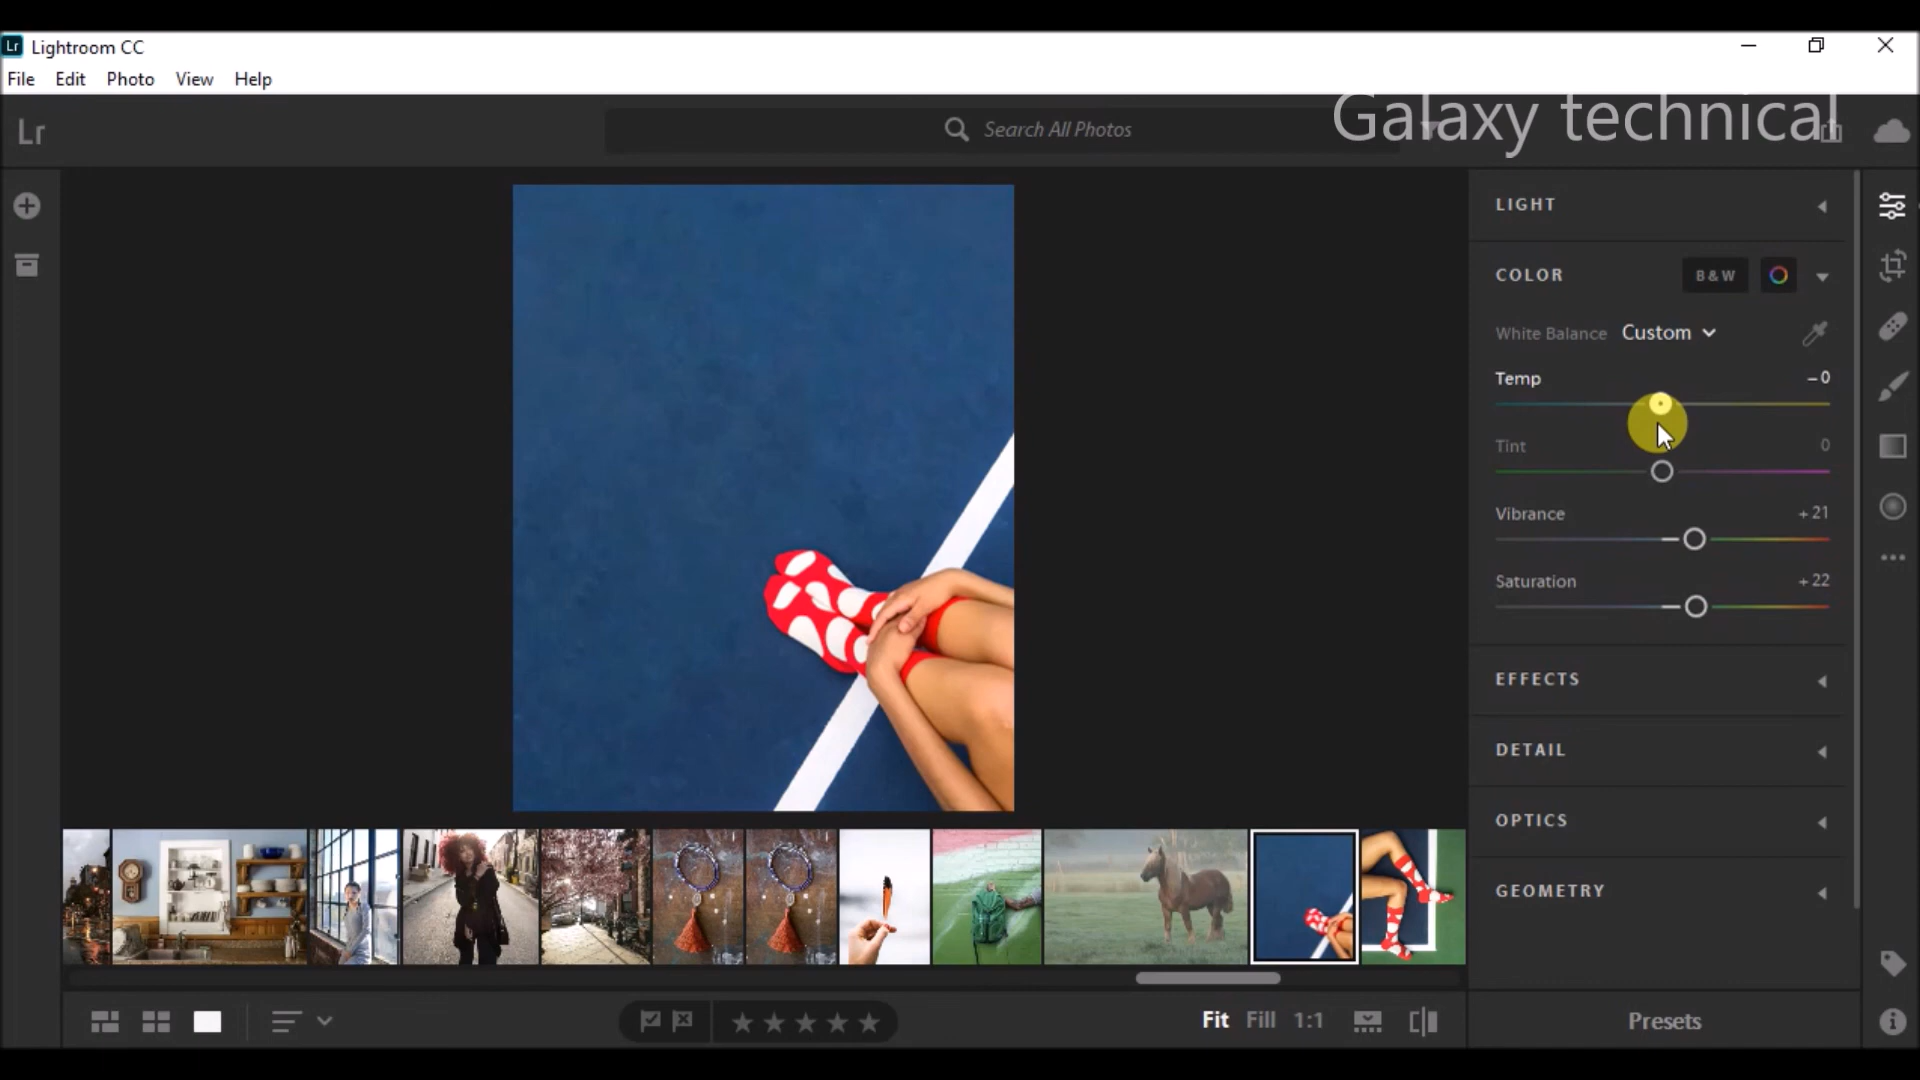 Lr Lightroom CC
File Edit Photo View Help
Lr
Search All Photos
Galaxy technical
LIGHT
COLOR B & W
White Balance Custom
Temp – 0
Tint 0
Vibrance + 21
Saturation + 22
EFFECTS
DETAIL
OPTICS
GEOMETRY
Fit Fill 1:1
Presets